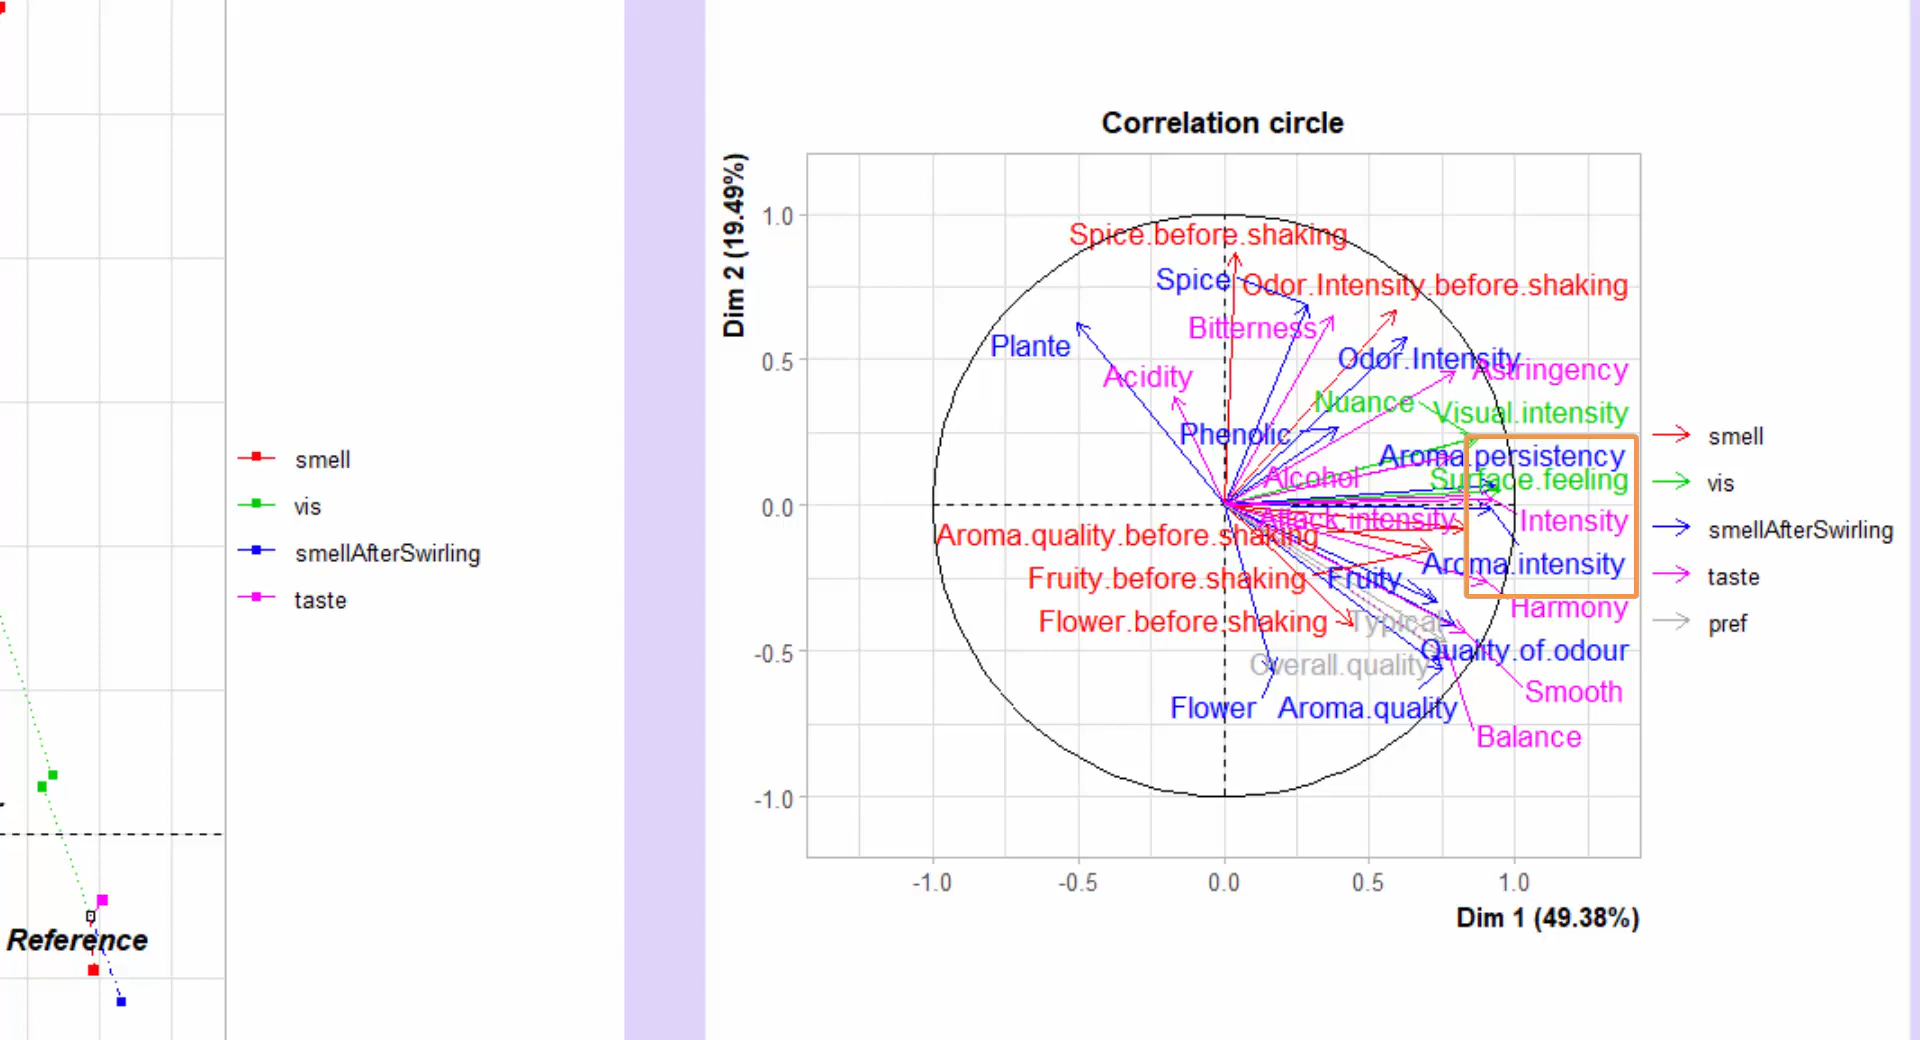 smell
vis
smellAfterSwirling
taste
Reference
Correlation circle
Dim 2 (19.49%)
1.0
0.5
0.0
-0.5
-1.0
Spice.before.shaking
Spice
Odor.Intensity.before.shaking
Bitterness
Plante
Odor.Intensity
Astringency
Acidity
Nuance
Visual.intensity
Phenolic
Aroma.persistency
Alcohol
Surface.feeling
Attack.intensity
Intensity
Aroma.quality.before.shaking
Aroma.intensity
Fruity.before.shaking
Fruity
Harmony
Flower.before.shaking
Typical
Quality.of.odour
Overall.quality
Smooth
Flower
Aroma.quality
Balance
-1.0
-0.5
0.0
0.5
1.0
Dim 1 (49.38%)
smell
vis
smellAfterSwirling
taste
pref